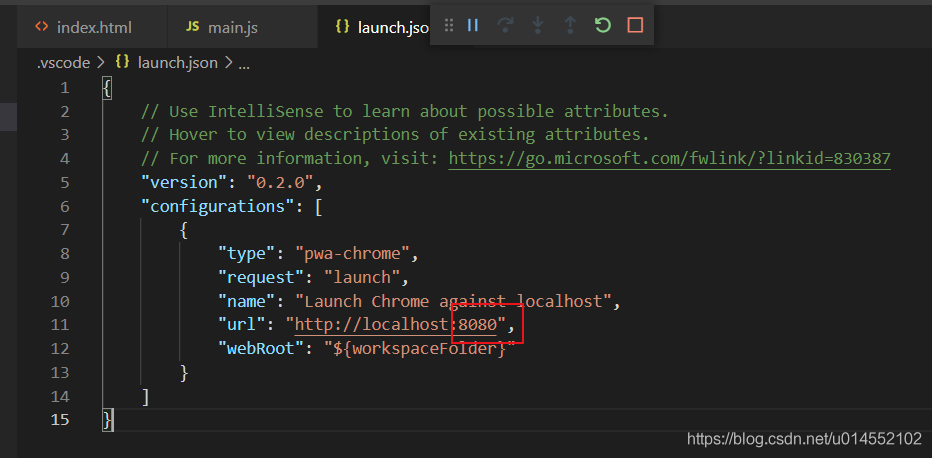 <> index.html JS main.js {} launch.jso
.vscode > {} launch.json > ...
1 {
2 // Use IntelliSense to learn about possible attributes.
3 // Hover to view descriptions of existing attributes.
4 // For more information, visit: https://go.microsoft.com/fwlink/?linkid=830387
5 "version": "0.2.0",
6 "configurations": [
7 {
8 "type": "pwa-chrome",
9 "request": "launch",
10 "name": "Launch Chrome against localhost",
11 "url": "http://localhost:8080",
12 "webRoot": "${workspaceFolder}"
13 }
14 ]
15 }
https://blog.csdn.net/u014552102